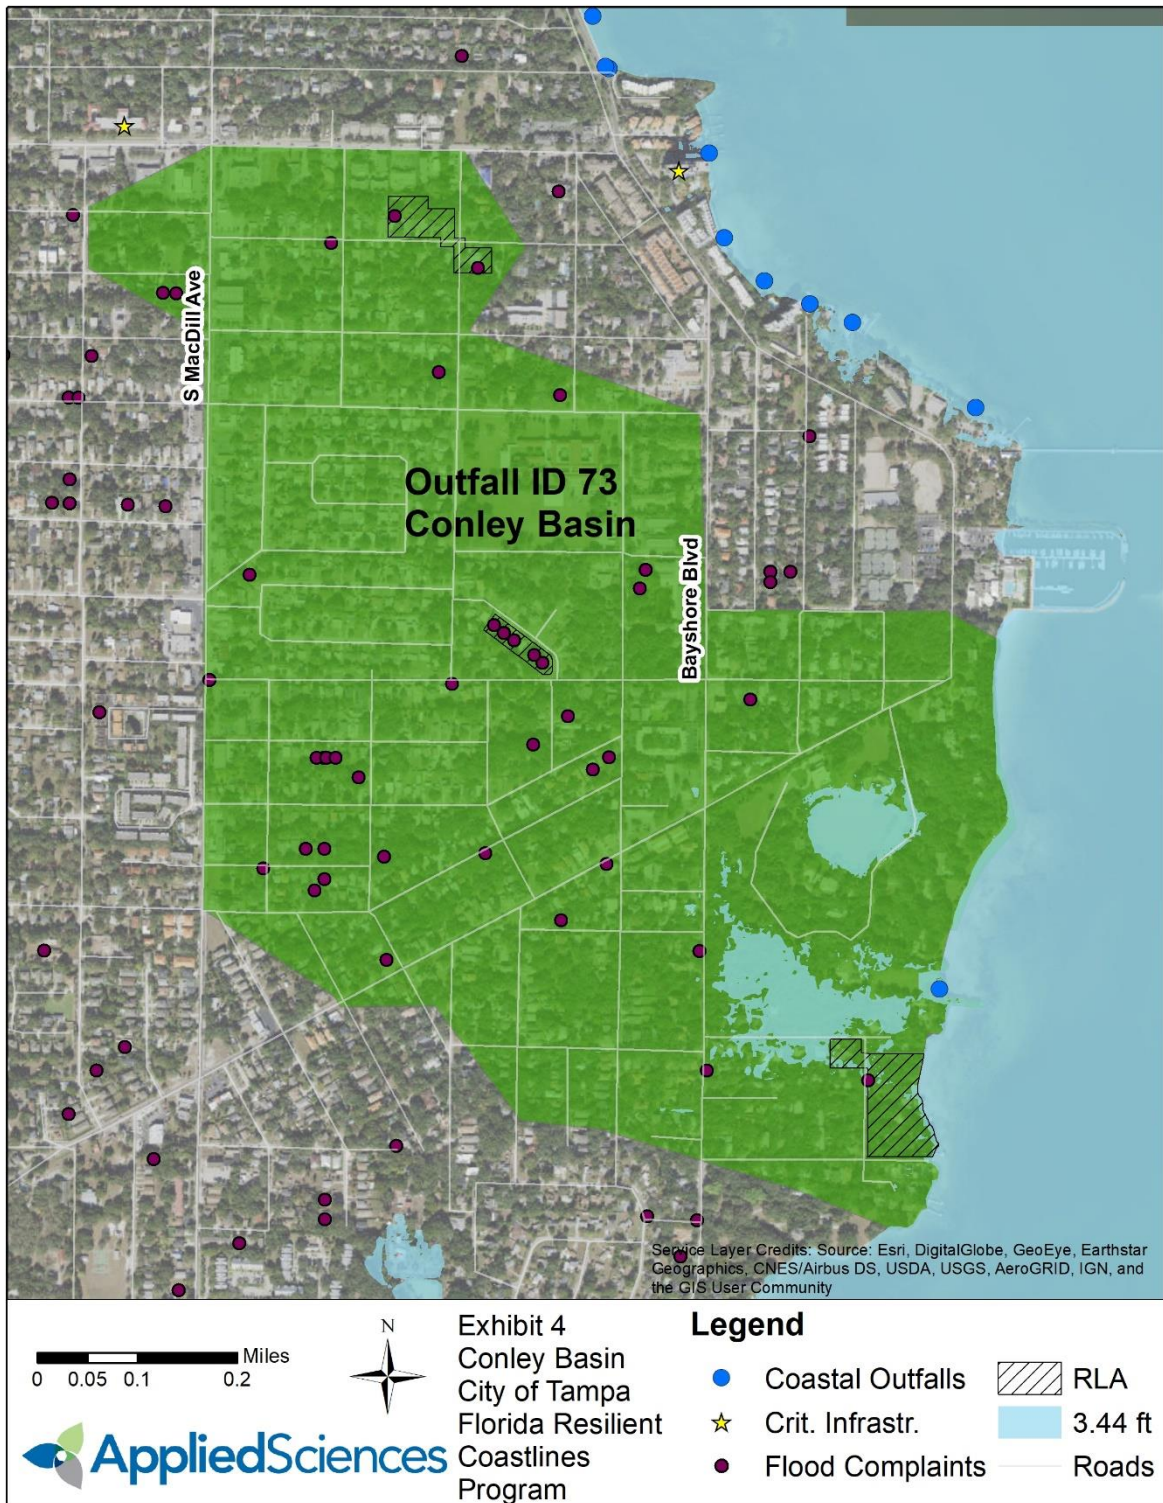 S MacDill Ave
Outfall ID 73
Conley Basin
Bayshore Blvd
Service Layer Credits: Source: Esri, DigitalGlobe, GeoEye, Earthstar
Geographics, CNES/Airbus DS, USDA, USGS, AeroGRID, IGN, and
the GIS User Community
Miles
0 0.05 0.1 0.2
AppliedSciences
N
Exhibit 4
Conley Basin
City of Tampa
Florida Resilient
Coastlines
Program
Legend
Coastal Outfalls
Crit. Infrastr.
Flood Complaints
RLA
3.44 ft
Roads